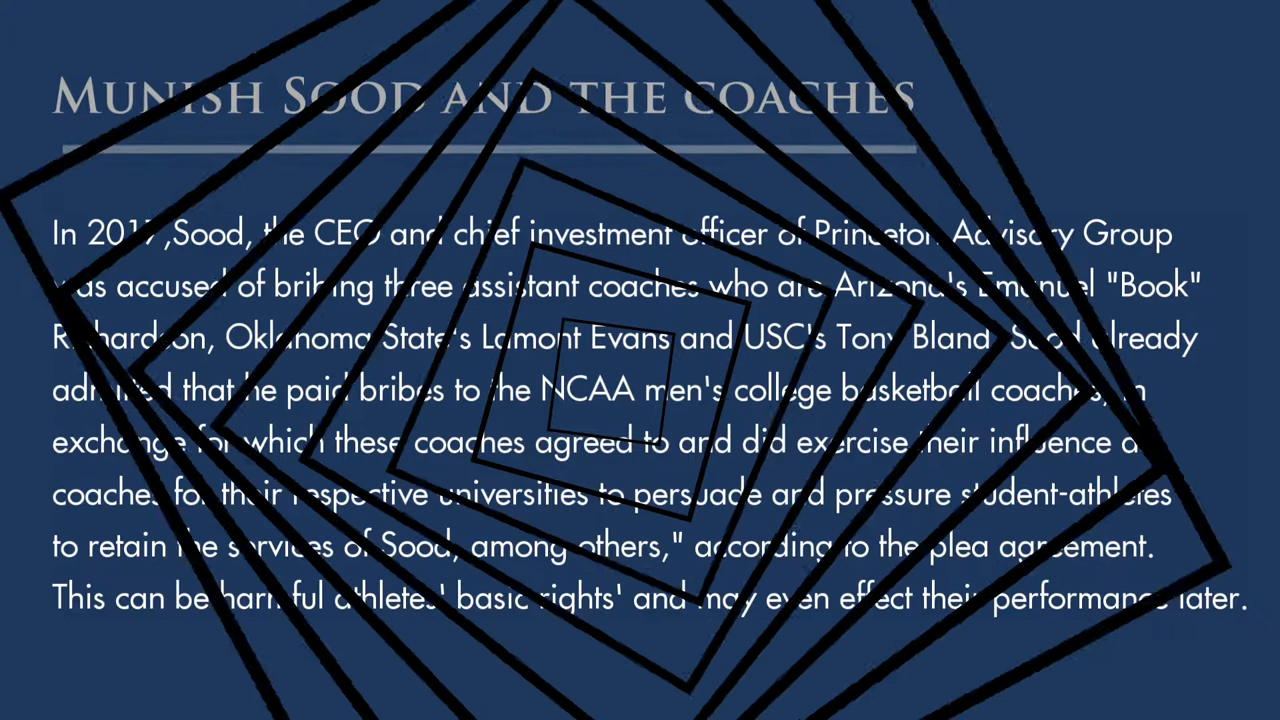 MUNISH SOOD AND THE COACHES
In 2017 ,Sood, the CEO and chief investment officer of Princeton Advisory Group
was accused of bribing three assistant coaches who are Arizona's Emanuel "Book"
Richardson, Oklahoma State's Lamont Evans and USC's Tony Bland. Sood already
admitted that he paid bribes to the NCAA men's college basketball coaches, in
exchange for which these coaches agreed to and did exercise their influence as
coaches for their respective universities to persuade and pressure student-athletes
to retain the services of Sood, among others," according to the plea agreement.
This can be harmful athletes' basic rights' and may even effect their performance later.